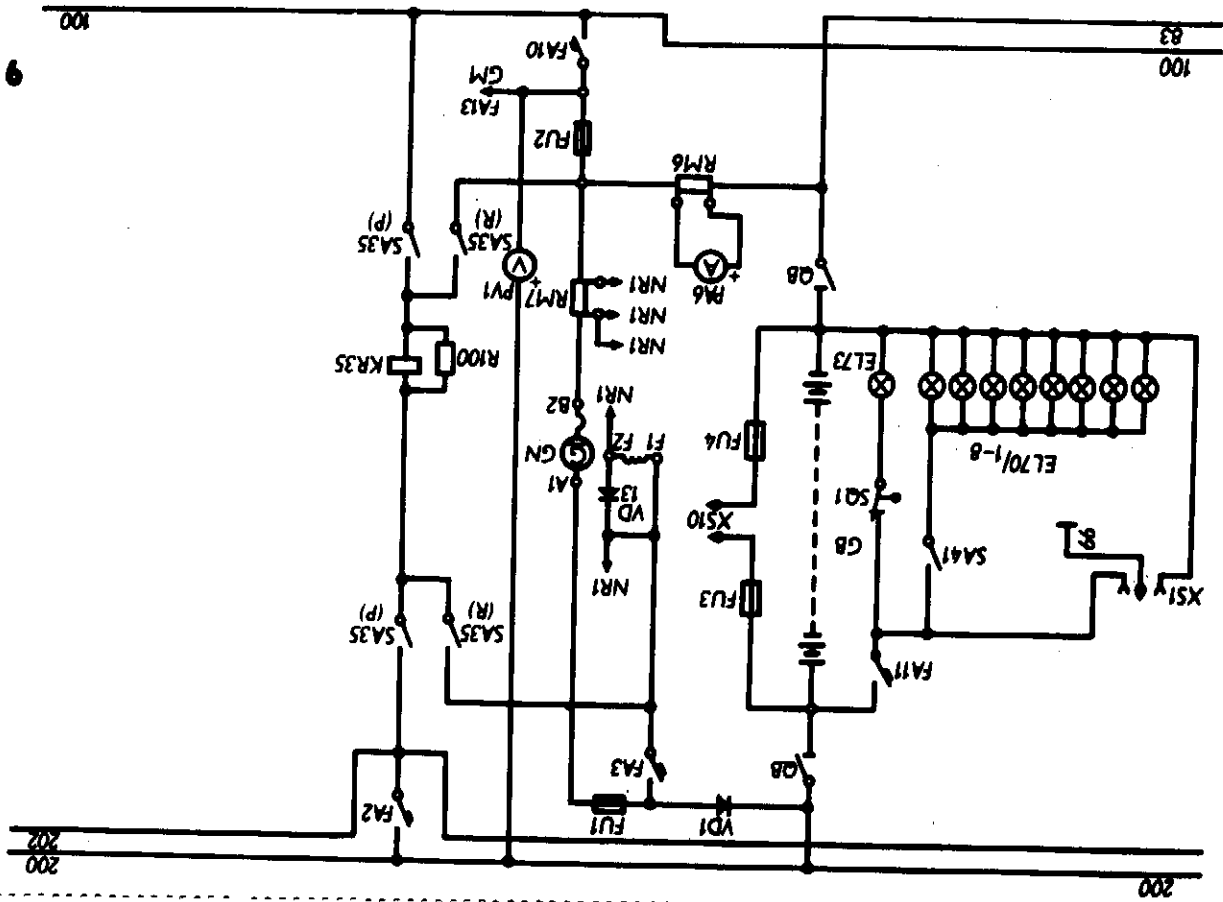 200
200
202
VD1
FU1
FA2
QB
FA3
FA11
SA35
(R)
SA35
(P)
XS1
FU3
NR1
SA41
GB
XS10
VD
13
SQ1
A1
EL70/1-8
FU4
F1
F2
GN
NR1
B2
EL73
R100
KR35
NR1
NR1
NR1
PA6
+
A
RM7
PV1
+
V
QB
SA35
(R)
SA35
(P)
RM6
FU2
FA13
GM
9
100
FA10
83
100